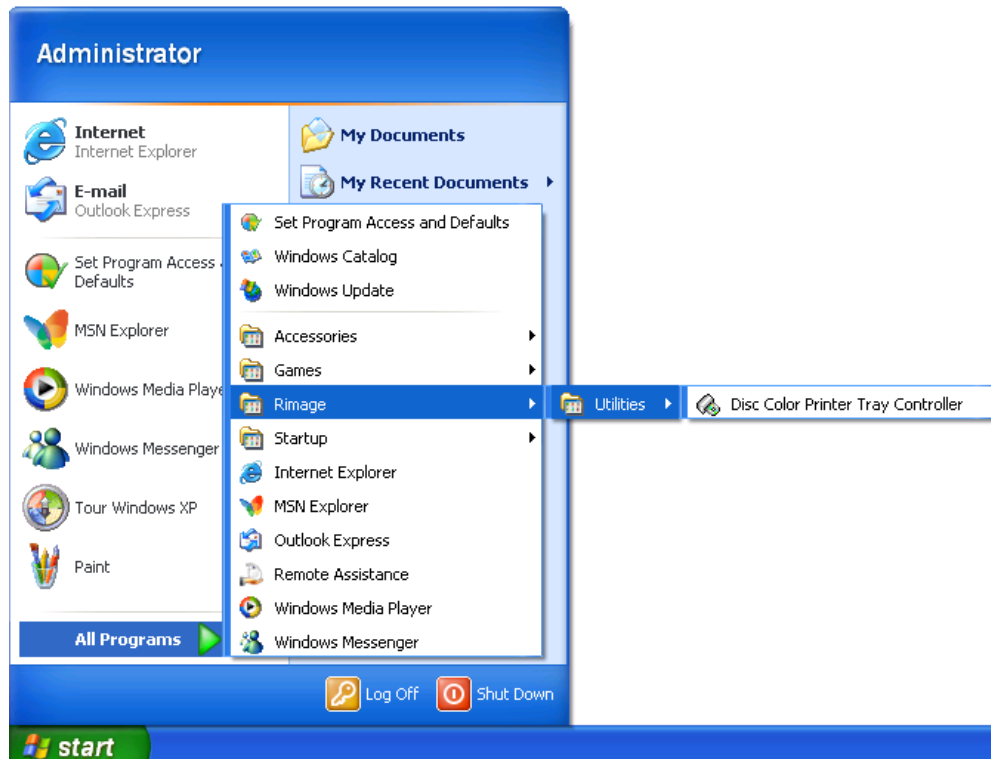 Administrator
Internet
Internet Explorer
E-mail
Outlook Express
Set Program Access
Defaults
MSN Explorer
Windows Media Playe
Windows Messenger
Tour Windows XP
Paint
All Programs
My Documents
My Recent Documents
Set Program Access and Defaults
Windows Catalog
Windows Update
Accessories
Games
Rimage
Startup
Internet Explorer
MSN Explorer
Outlook Express
Remote Assistance
Windows Media Player
Windows Messenger
Utilities
Disc Color Printer Tray Controller
Log Off
Shut Down
start